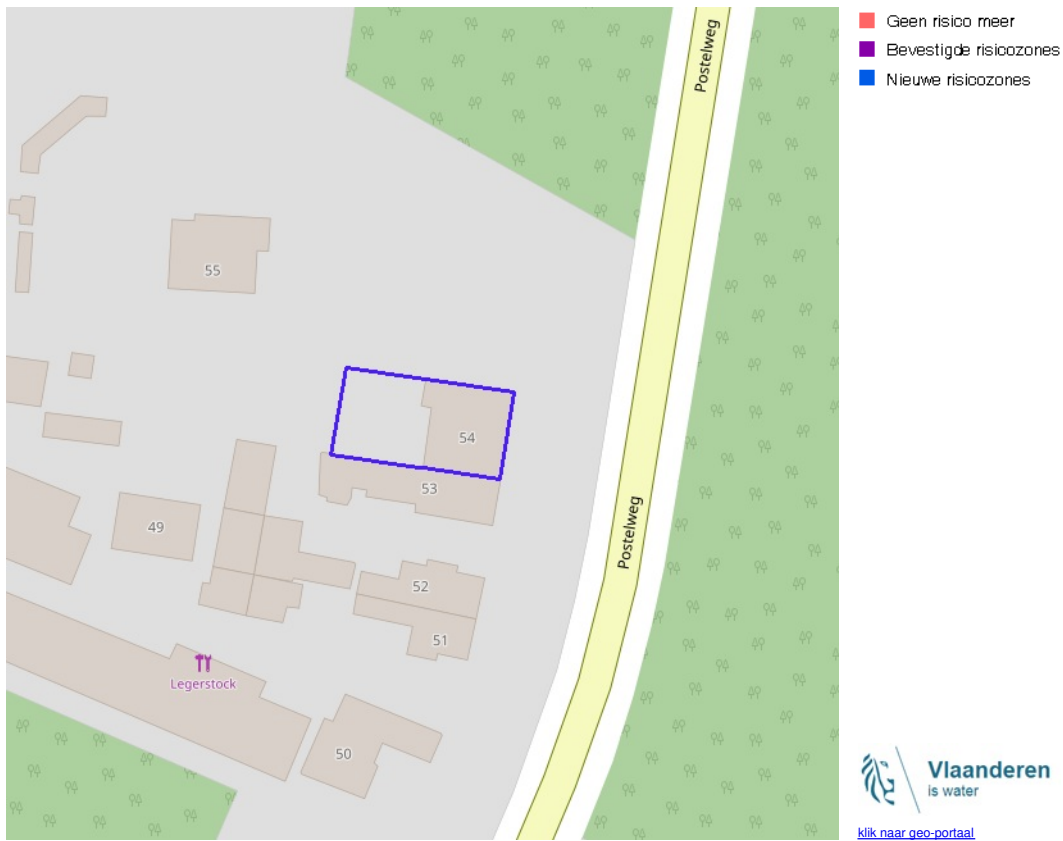 Postelweg
Geen risico meer
Bevestigde risicozones
Nieuwe risicozones
55
54
53
49
Postelweg
52
51
Legerstock
50
Vlaanderen
is water
klik naar geo-portaal